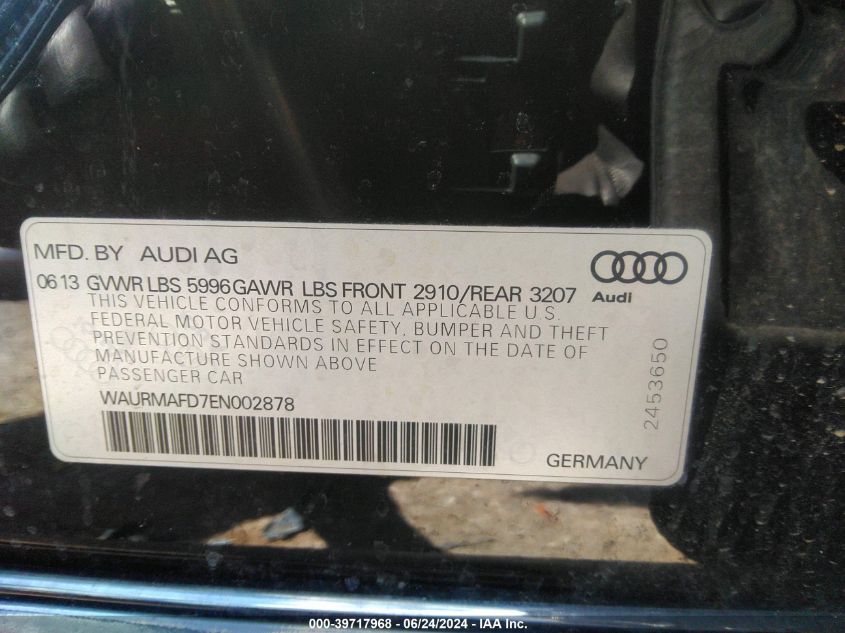 MFD. BY AUDI AG
Audi
06 13 GVWR LBS 5996 GAWR LBS FRONT 2910/REAR 3207
THIS VEHICLE CONFORMS TO ALL APPLICABLE U.S.
FEDERAL MOTOR VEHICLE SAFETY, BUMPER AND THEFT
PREVENTION STANDARDS IN EFFECT ON THE DATE OF
MANUFACTURE SHOWN ABOVE
PASSENGER CAR
WAURMAFD7EN002878
GERMANY
2453650
000-39717968 - 06/24/2024 - IAA Inc.